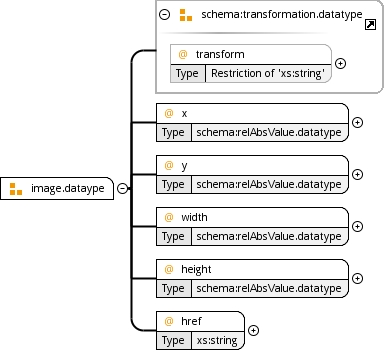 schema:transformation.datatype
@ transform
Type Restriction of 'xs:string'
@ x
Type schema:relAbsValue.datatype
@ y
Type schema:relAbsValue.datatype
image.dataype
@ width
Type schema:relAbsValue.datatype
@ height
Type schema:relAbsValue.datatype
@ href
Type xs:string